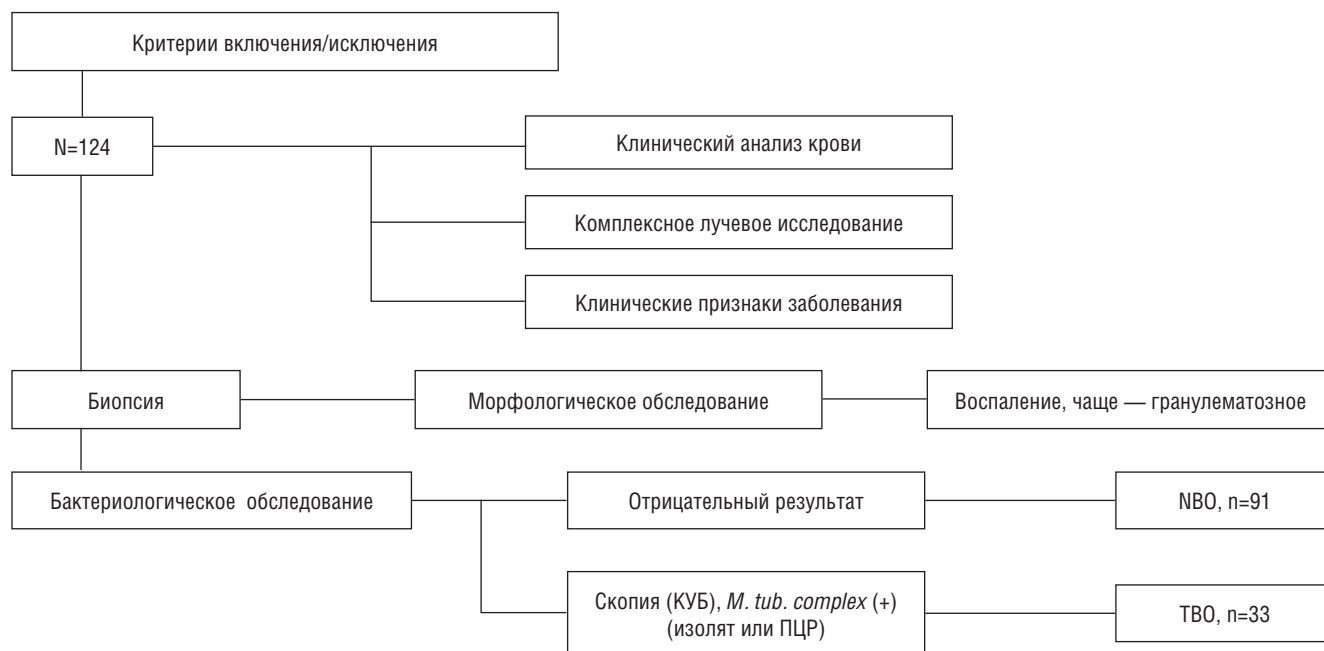 Критерии включения/исключения
N=124
Клинический анализ крови
Комплексное лучевое исследование
Клинические признаки заболевания
Биопсия
Морфологическое обследование
Воспаление, чаще — гранулематозное
Бактериологическое обследование
Отрицательный результат
NBO, n=91
Скопия (КУБ), M. tub. complex (+)
(изолят или ПЦР)
TBO, n=33